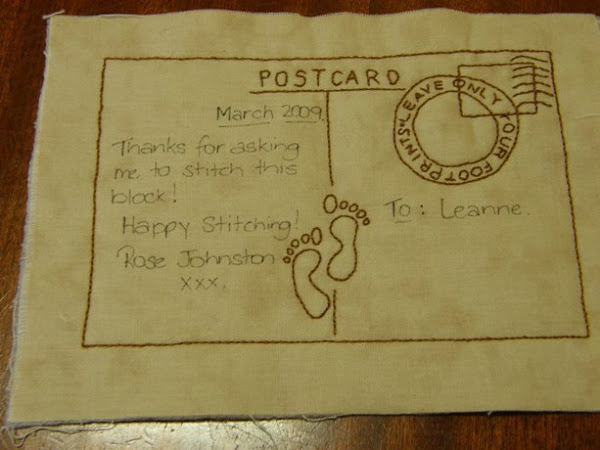 POSTCARD
March 2009.
Thanks for asking
me to stitch this
block!
Happy Stitching!
Rose Johnston
xxx.
LEAVE ONLY YOUR FOOTPRINTS
To: Leanne.